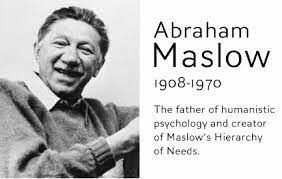 Abraham
Maslow
1908-1970
The father of humanistic
psychology and creator
of Maslow's Hierarchy
of Needs.